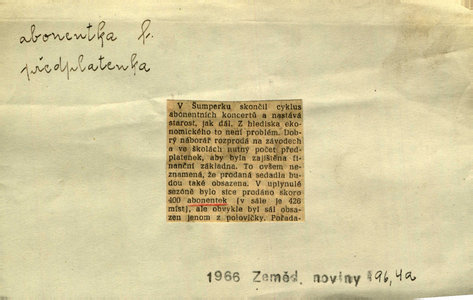 abonentka f.
předplatenka
V Šumperku skončil cyklus
abonentních koncertů a nastává
starost, jak dál. Z hlediska eko-
nomického to není problém. Dob-
rý náborář rozprodá na závodech
a ve školách nutný počet před-
platenek, aby byla zajištěna fi-
nanční základna. To ovšem ne-
znamená, že prodaná sedadla bu-
dou také obsazena. V uplynulé
sezóně bylo sice prodáno skoro
400 abonentek (v sále je 426
míst), ale obvykle byl sál obsa-
zen jenom z polovičky. Pořada-
1966 Zeměd. noviny 196, 4a